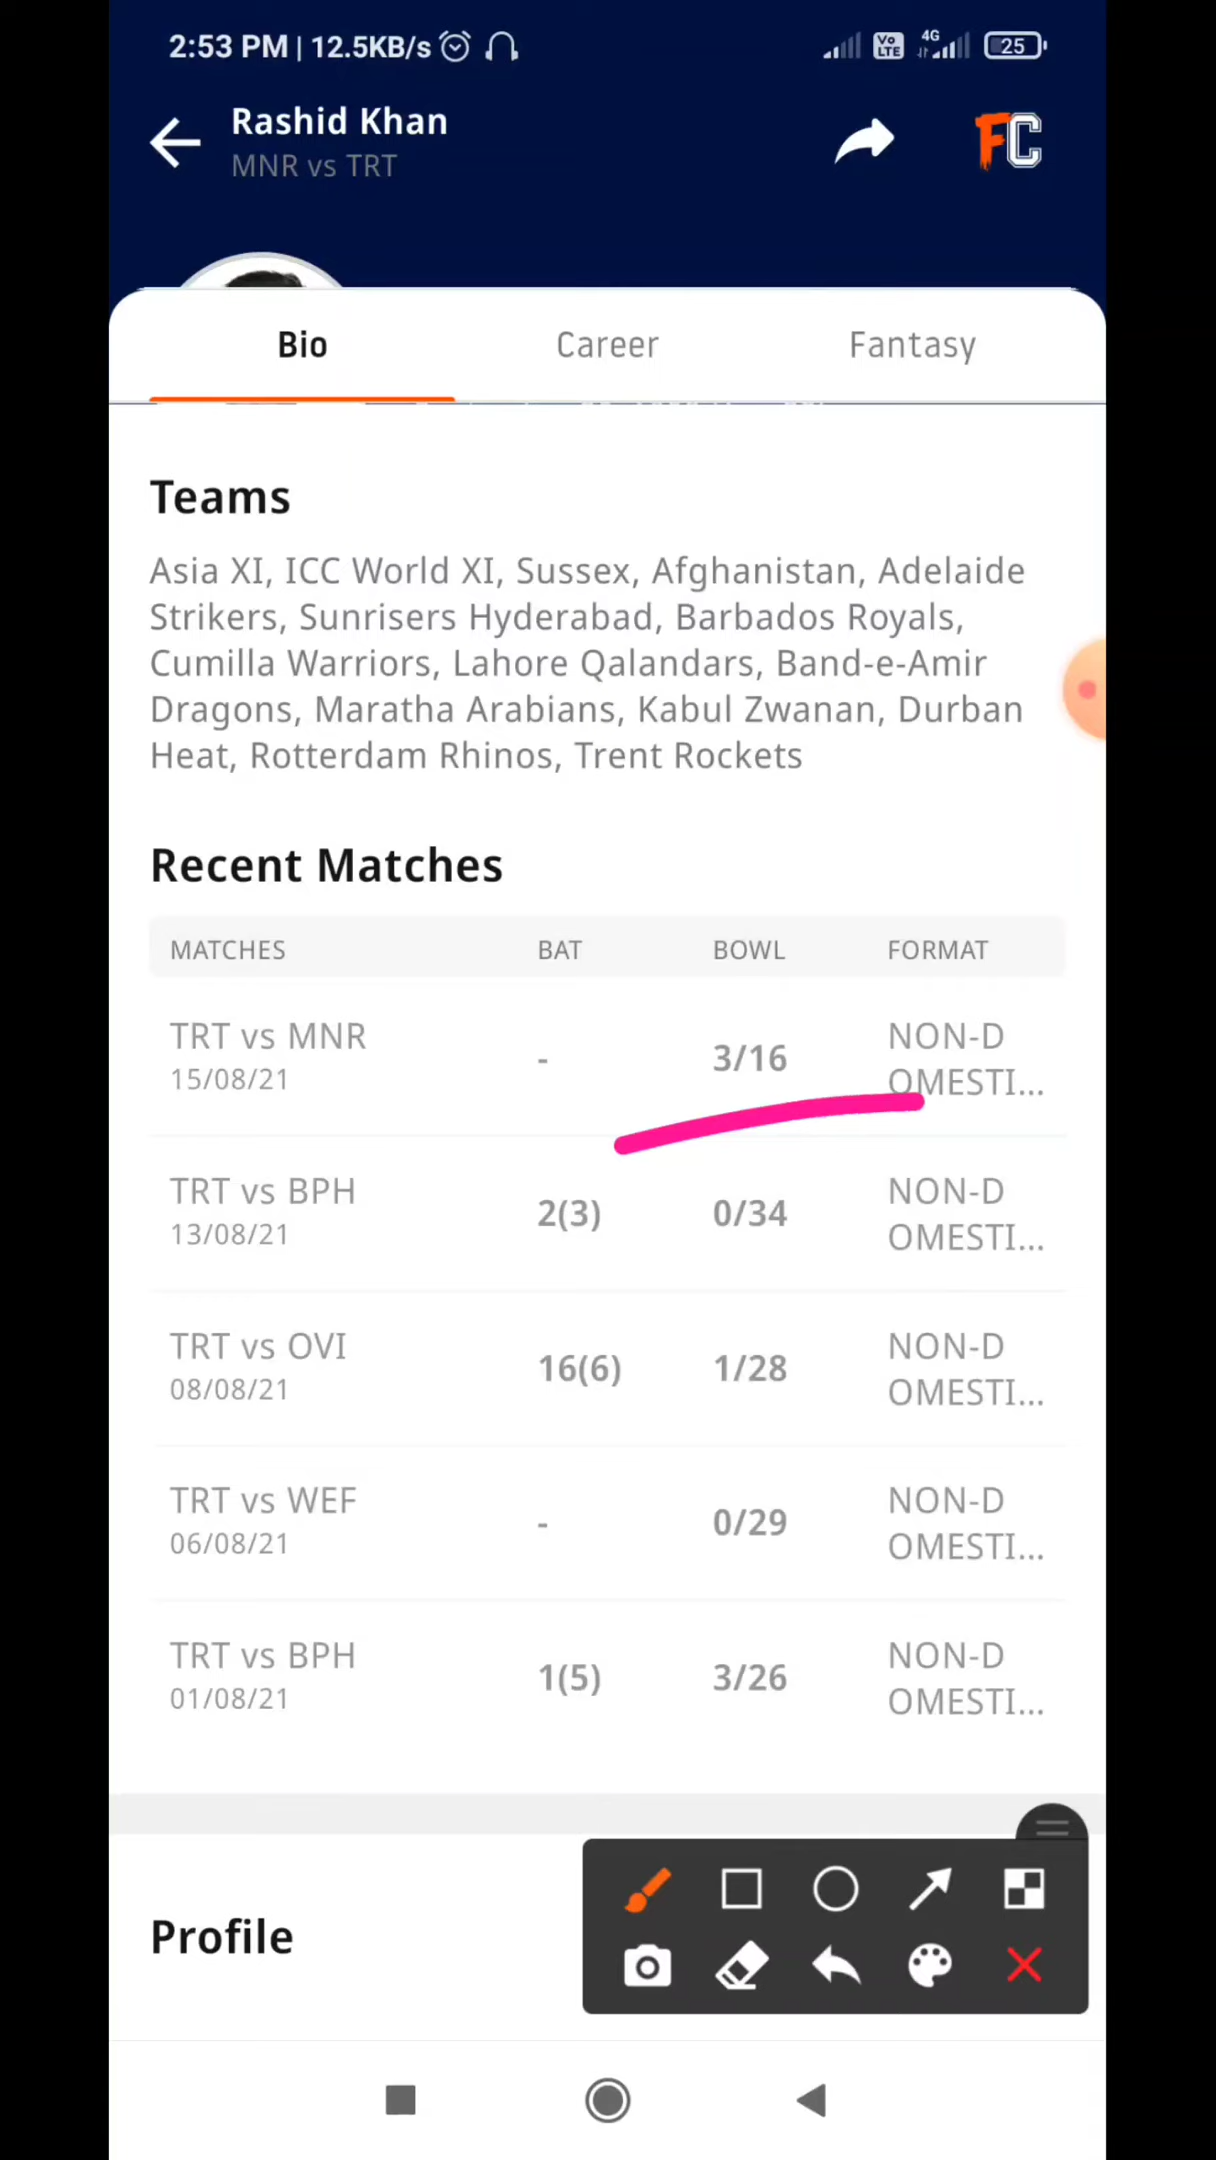 2:53 PM | 12.5KB/s
Vo LTE 4G 25
Rashid Khan
MNR vs TRT
FC
Bio Career Fantasy
Teams
Asia XI, ICC World XI, Sussex, Afghanistan, Adelaide
Strikers, Sunrisers Hyderabad, Barbados Royals,
Cumilla Warriors, Lahore Qalandars, Band-e-Amir
Dragons, Maratha Arabians, Kabul Zwanan, Durban
Heat, Rotterdam Rhinos, Trent Rockets
Recent Matches
MATCHES BAT BOWL FORMAT
TRT vs MNR - 3/16 NON-D
15/08/21 OMESTI...
TRT vs BPH 2(3) 0/34 NON-D
13/08/21 OMESTI...
TRT vs OVI 16(6) 1/28 NON-D
08/08/21 OMESTI...
TRT vs WEF - 0/29 NON-D
06/08/21 OMESTI...
TRT vs BPH 1(5) 3/26 NON-D
01/08/21 OMESTI...
Profile